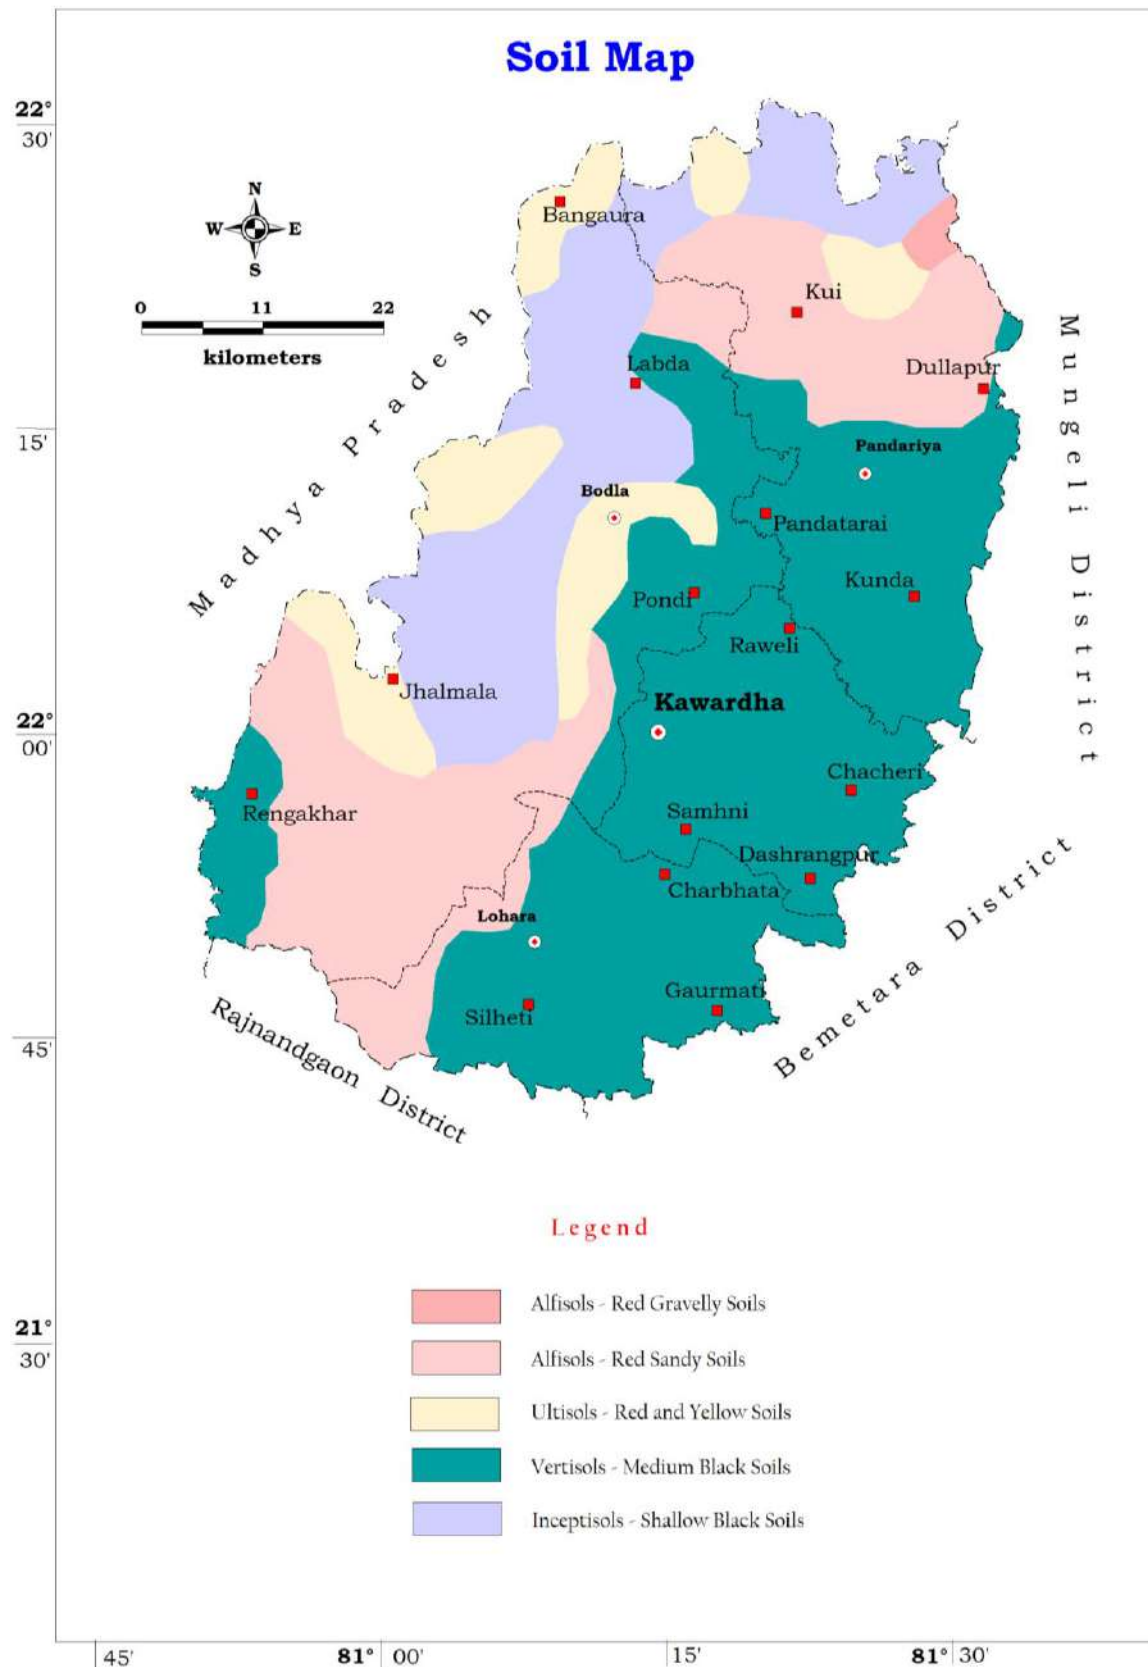 Soil Map
22°
30'
N
W E
S
0 11 22
kilometers
Bangaura
Kui
Labda
Dullapur
Madhya Pradesh
Mungeli District
15'
Pandariya
Bodla
Pandatarai
Kunda
Pondi
Raweli
Jhalmala
Kawardha
22°
00'
Chacheri
Rengakhar
Samhni
Dashrangpur
Charbhata
Lohara
Bemetara District
Gaurmati
Silheti
Rajnandgaon District
45'
Legend
Alfisols - Red Gravelly Soils
21°
30'
Alfisols - Red Sandy Soils
Ultisols - Red and Yellow Soils
Vertisols - Medium Black Soils
Inceptisols - Shallow Black Soils
45' 81° 00' 15' 81° 30'